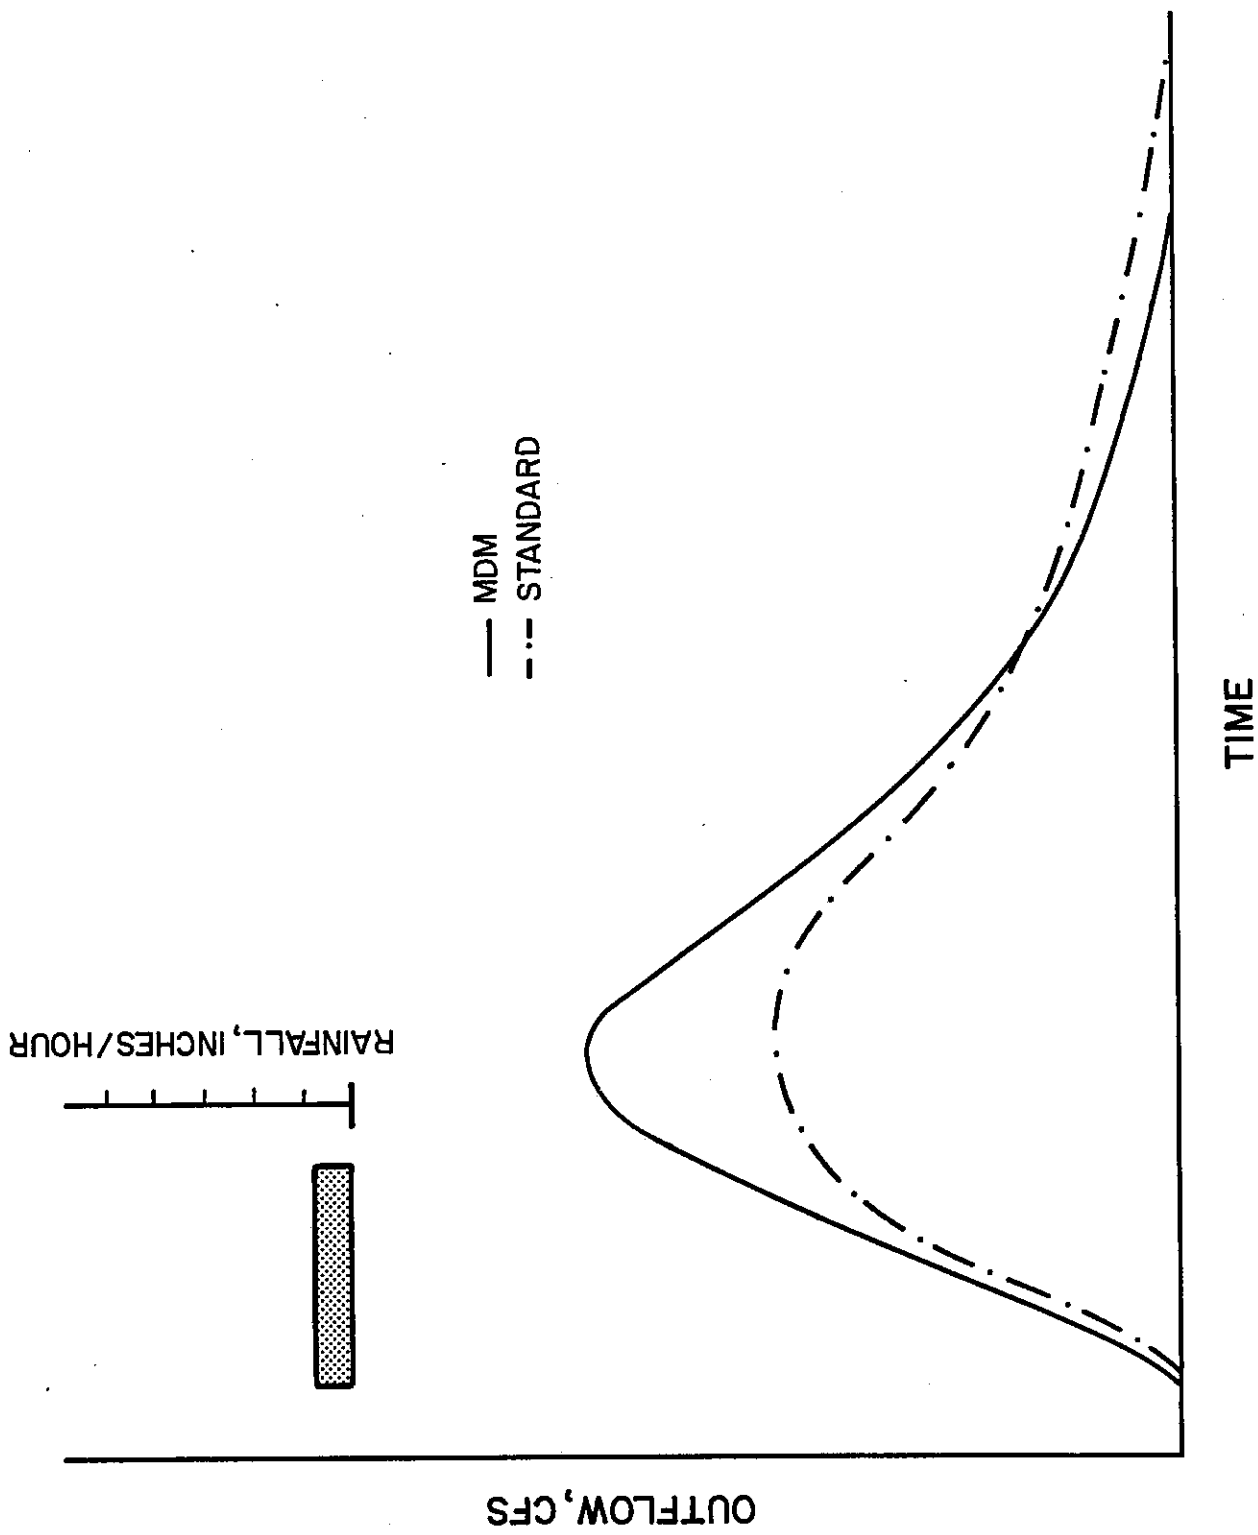 RAINFALL, INCHES/HOUR
MDM
STANDARD
OUTFLOW, CFS
TIME